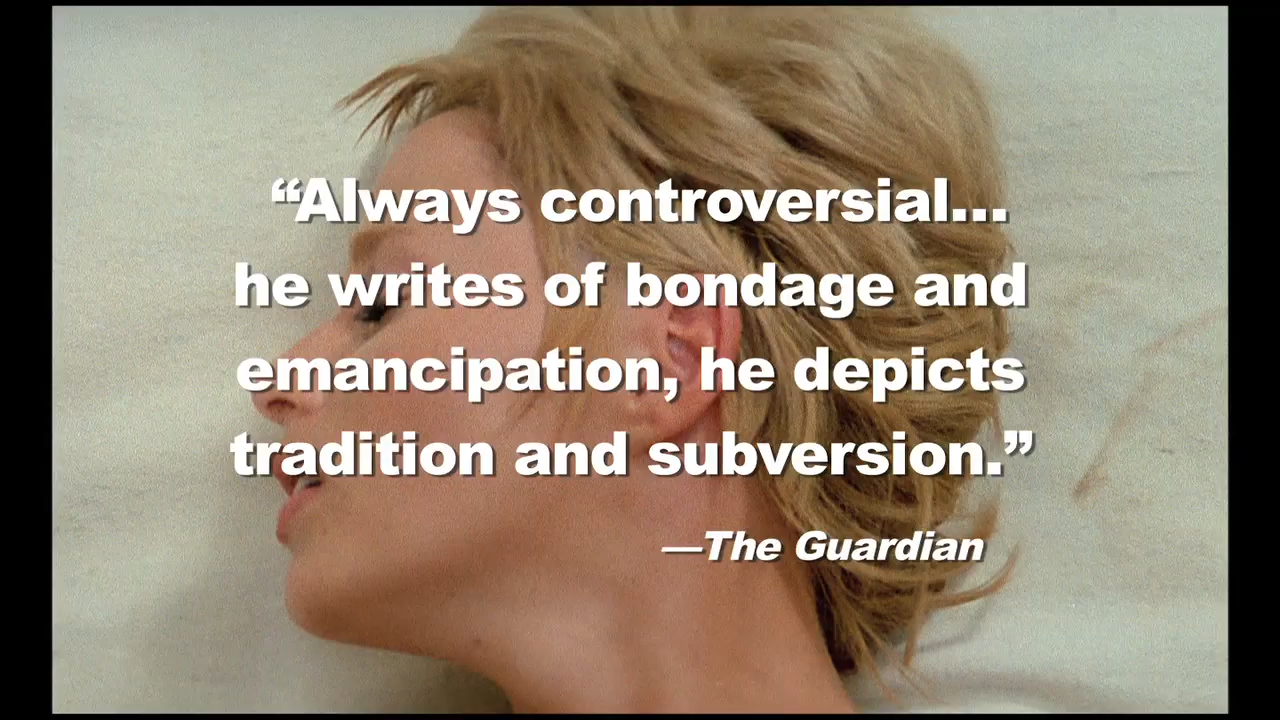 “Always controversial...
he writes of bondage and
emancipation, he depicts
tradition and subversion.”
—The Guardian